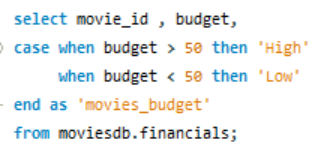 select movie_id , budget,
case when budget > 50 then 'High'
when budget < 50 then 'Low'
end as 'movies_budget'
from moviesdb.financials;